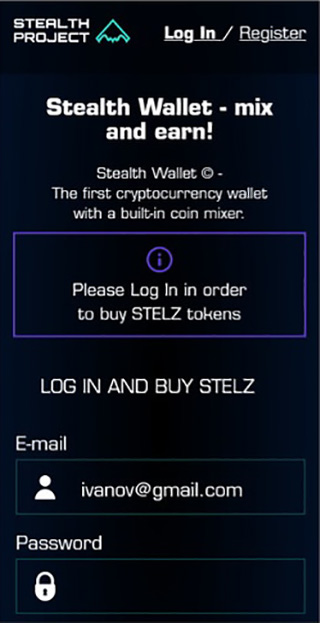 STEALTH
PROJECT
Log In / Register
Stealth Wallet - mix
and earn!
Stealth Wallet © -
The first cryptocurrency wallet
with a built-in coin mixer.
Please Log In in order
to buy STELZ tokens
LOG IN AND BUY STELZ
E-mail
ivanov@gmail.com
Password